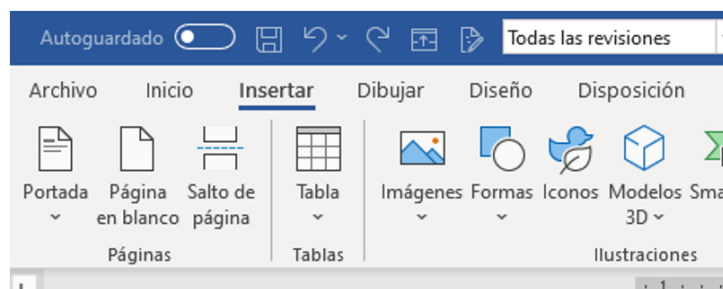 Autoguardado Todas las revisiones
Archivo Inicio Insertar Dibujar Diseño Disposición
Portada Página en blanco Salto de página Tabla Imágenes Formas Iconos Modelos 3D
Páginas Tablas Ilustraciones
1